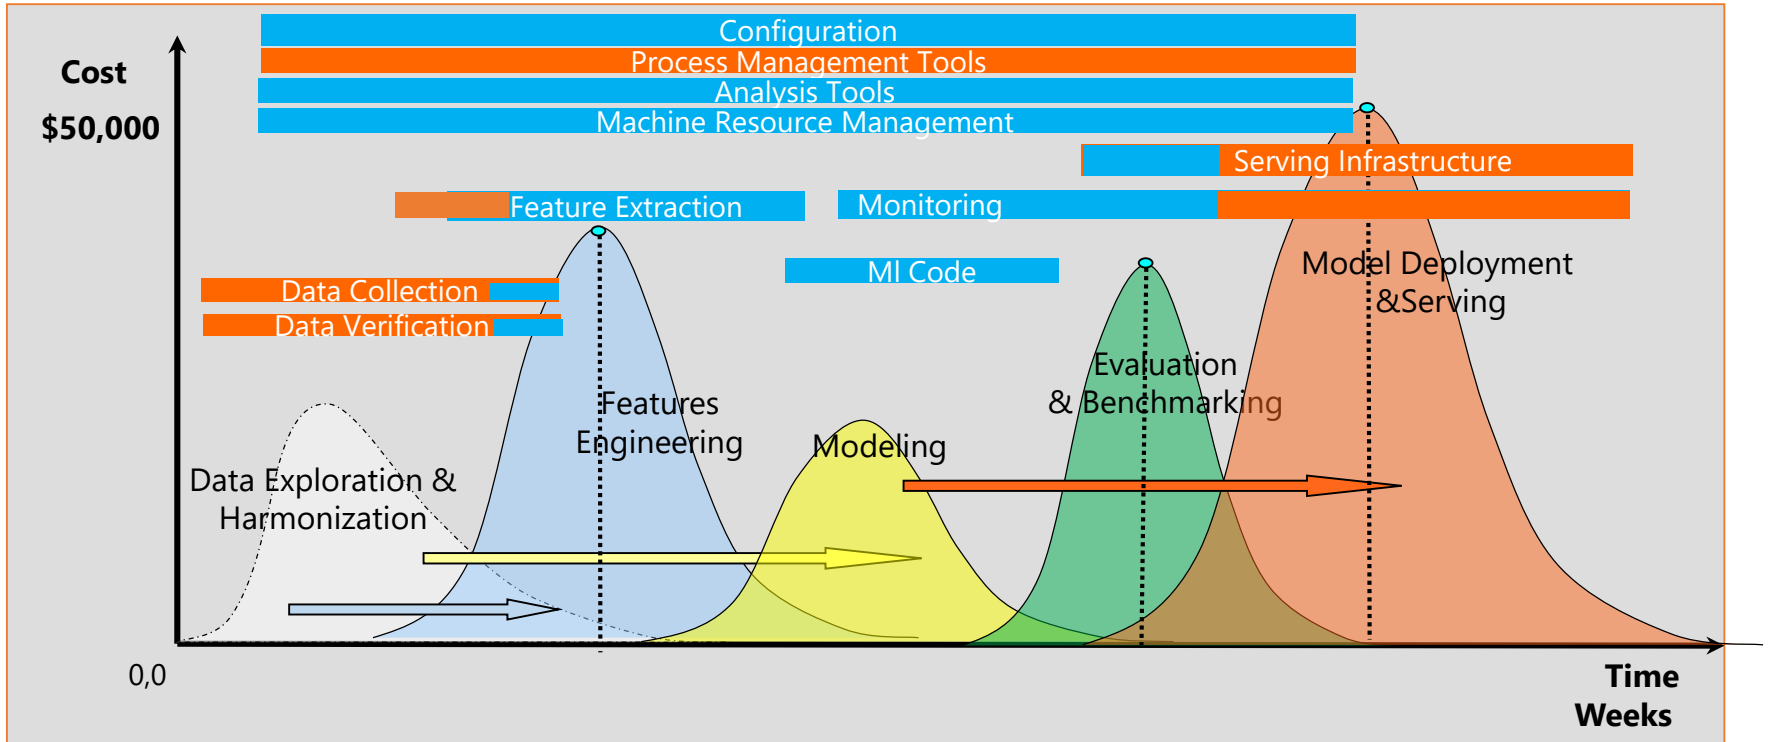 Configuration
Process Management Tools
Analysis Tools
Machine Resource Management
Cost
$50,000
Serving Infrastructure
Feature Extraction
Monitoring
Ml Code
Data Collection
Data Verification
Model Deployment
&Serving
Evaluation
& Benchmarking
Features
Engineering
Modeling
Data Exploration &
Harmonization
0,0
Time
Weeks